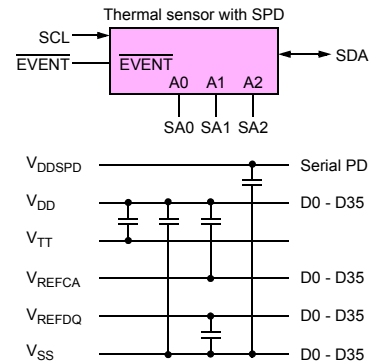 Thermal sensor with SPD
SCL
EVENT
EVENT
SDA
A0 A1 A2
SA0 SA1 SA2
VDDSPD Serial PD
VDD D0 - D35
VTT
VREFCA D0 - D35
VREFDQ D0 - D35
VSS D0 - D35